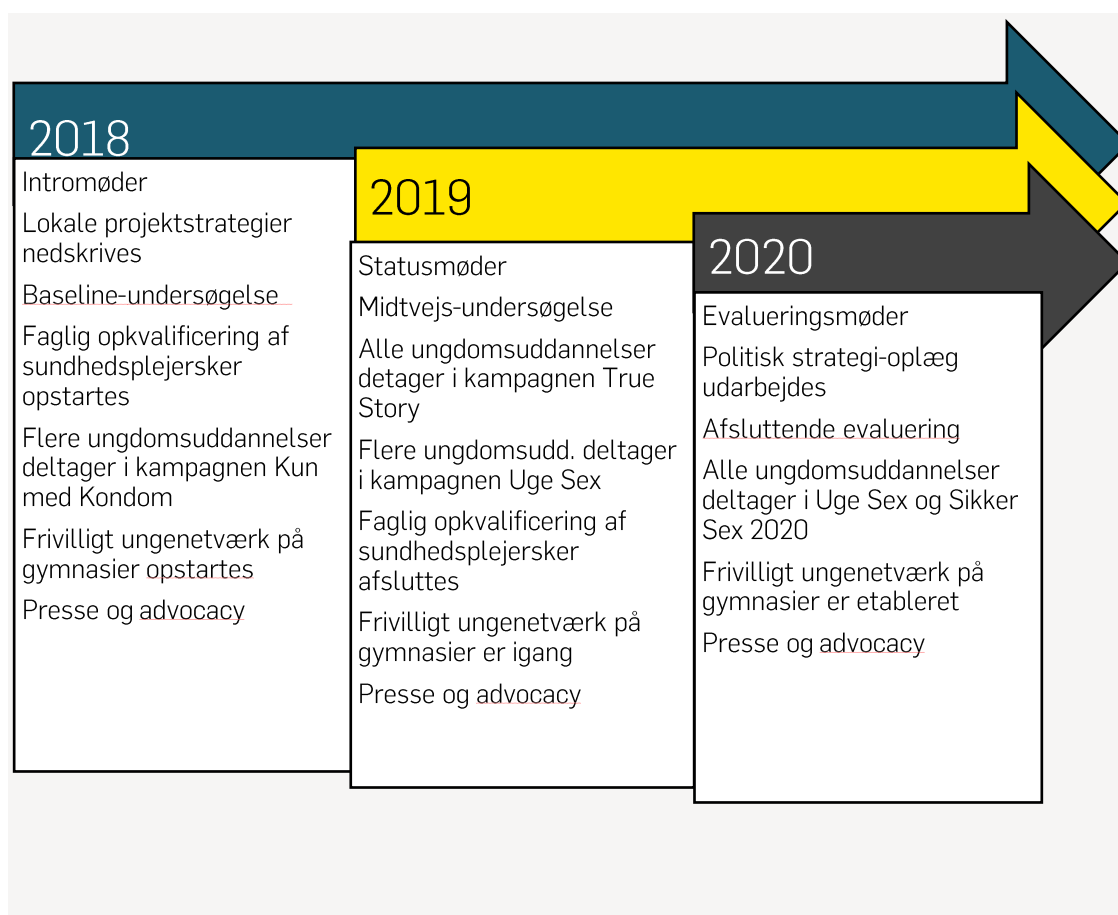 2018
Intromøder
Lokale projektstrategier
nedskrives
Baseline-undersøgelse
Faglig opkvalificering af
sundhedsplejersker
opstartes
Flere ungdomsuddannelser
deltager i kampagnen Kun
med Kondom
Frivilligt ungenetværk på
gymnasier opstartes
Presse og advocacy
2019
Statusmøder
Midtvejs-undersøgelse
Alle ungdomsuddannelser
detager i kampagnen True
Story
Flere ungdomsudd. deltager
i kampagnen Uge Sex
Faglig opkvalificering af
sundhedsplejersker
afsluttes
Frivilligt ungenetværk på
gymnasier er igang
Presse og advocacy
2020
Evalueringsmøder
Politisk strategi-oplæg
udarbejdes
Afsluttende evaluering
Alle ungdomsuddannelser
deltager i Uge Sex og Sikker
Sex 2020
Frivilligt ungenetværk på
gymnasier er etableret
Presse og advocacy